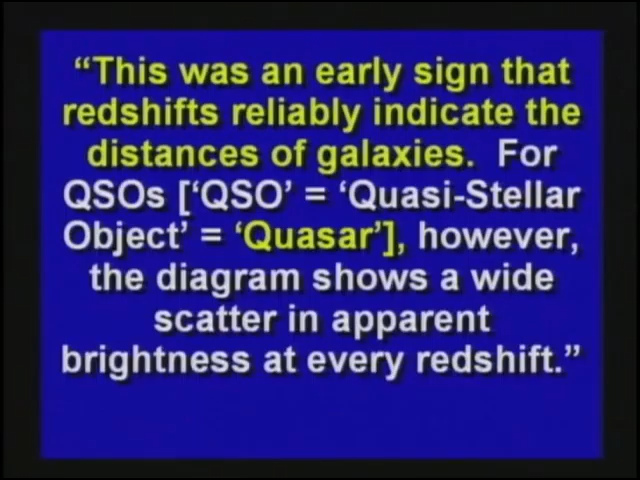 “This was an early sign that
redshifts reliably indicate the
distances of galaxies.  For
QSOs [‘QSO’ = ‘Quasi-Stellar
Object’ = ‘Quasar’], however,
the diagram shows a wide
scatter in apparent
brightness at every redshift.”